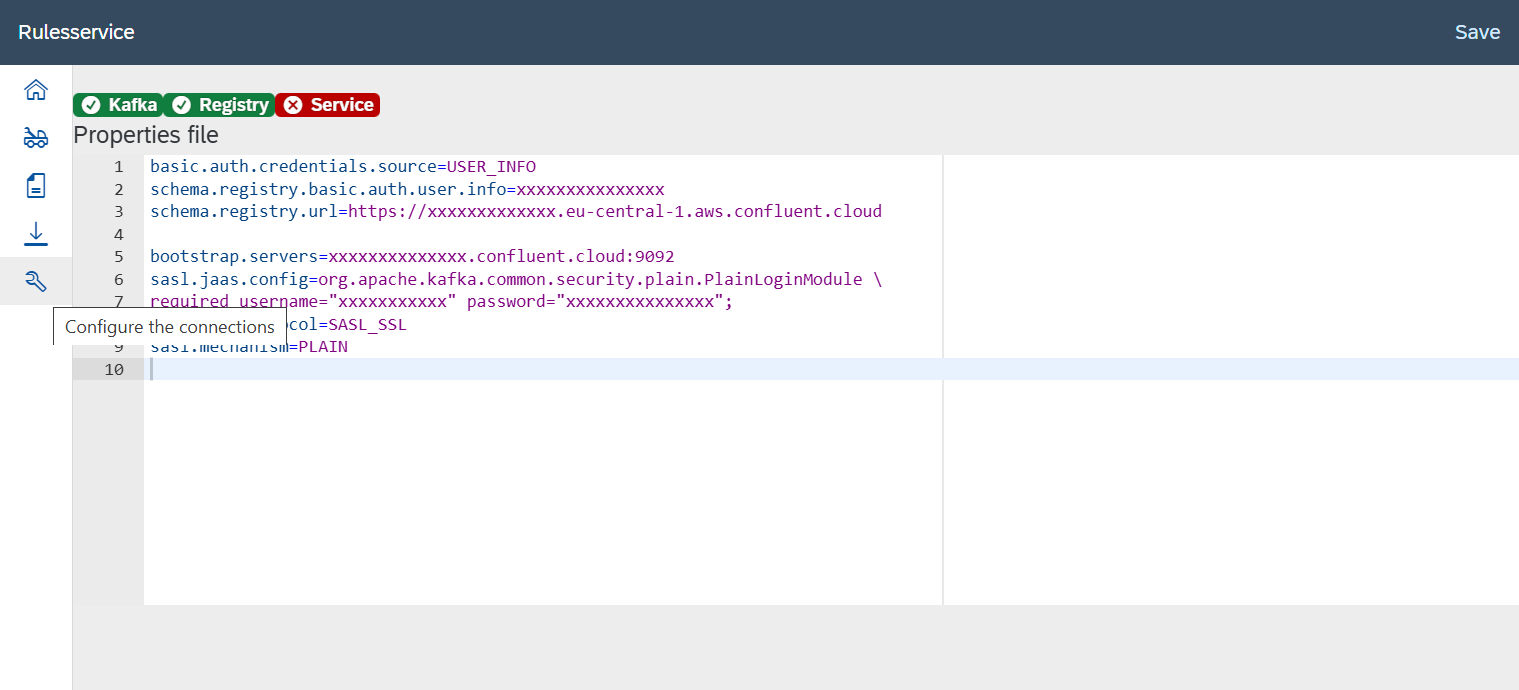 Rulesservice
Save
Kafka Registry Service
Properties file
1 basic.auth.credentials.source=USER_INFO
2 schema.registry.basic.auth.user.info=xxxxxxxxxxxxxxx
3 schema.registry.url=https://xxxxxxxxxxxxx.eu-central-1.aws.confluent.cloud
4
5 bootstrap.servers=xxxxxxxxxxxxxx.confluent.cloud:9092
6 sasl.jaas.config=org.apache.kafka.common.security.plain.PlainLoginModule \
7 required username="xxxxxxxxxxx" password="xxxxxxxxxxxxxxx";
Configure the connections
col=SASL_SSL
9 sasl.mechanism=PLAIN
10